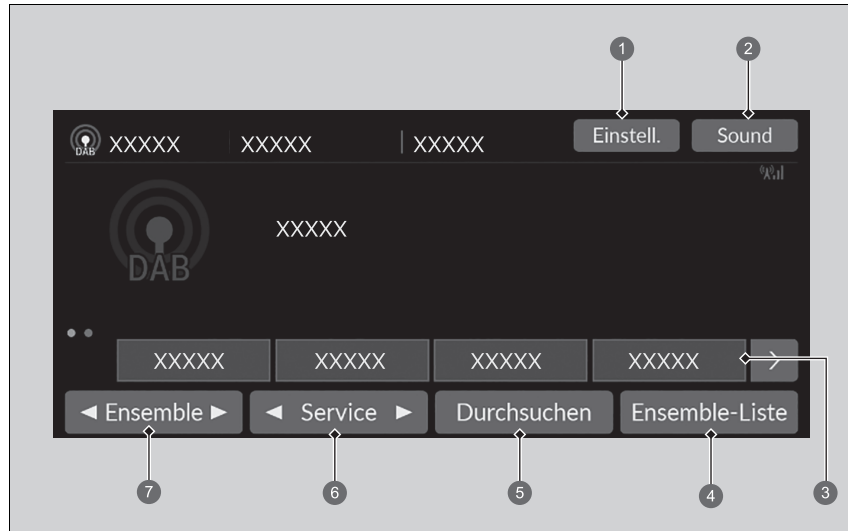 1 2
DAB XXXXX XXXXX XXXXX Einstell. Sound
DAB XXXXX
XXXXX XXXXX XXXXX XXXXX >
◄ Ensemble ► ◄ Service ► Durchsuchen Ensemble-Liste
7 6 5 4 3